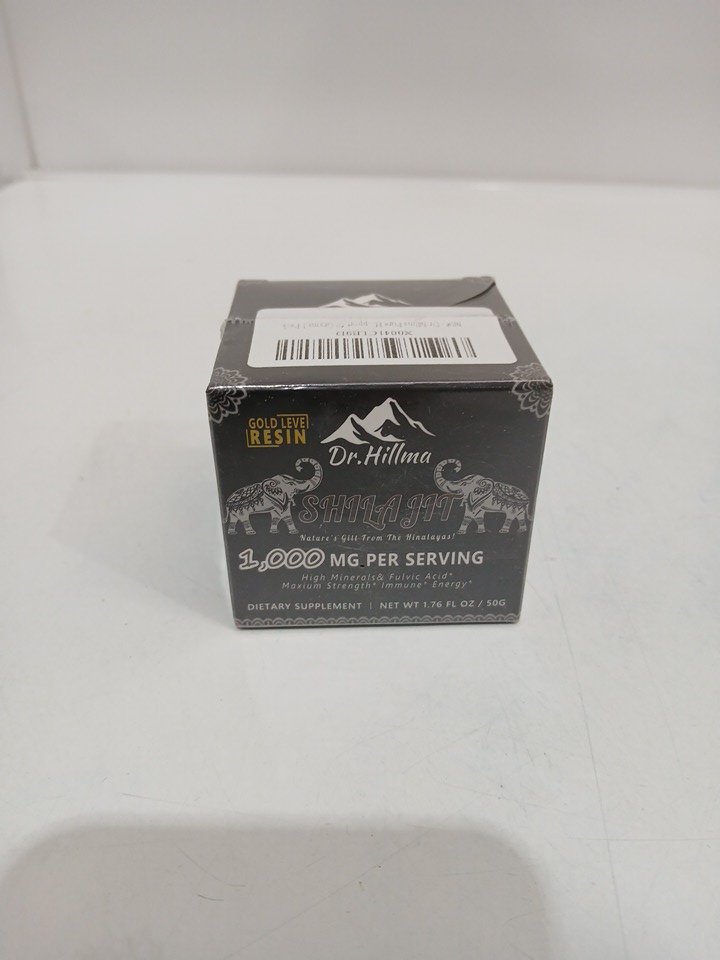 GOLD LEVE
RESIN
Dr.Hillma
SHILAJIT
Nature's Gift From The Himalayas!
1,000 MG PER SERVING
High Minerals& Fulvic Acid*
Maxium Strength* Immune* Energy*
DIETARY SUPPLEMENT | NET WT 1.76 FL OZ / 50G